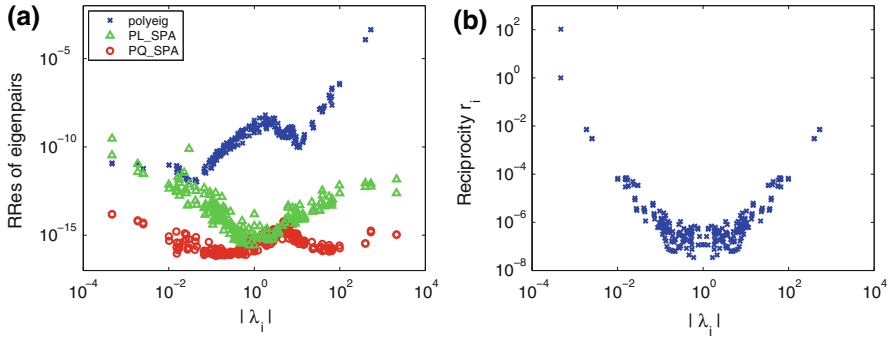 (a)
polyeig
PL_SPA
PQ_SPA
RRes of eigenpairs
10^-5
10^-10
10^-15
10^-4 10^-2 10^0 10^2 10^4
| λ_i |
(b)
Reciprocity r_i
10^2
10^0
10^-2
10^-4
10^-6
10^-8
10^-4 10^-2 10^0 10^2 10^4
| λ_i |